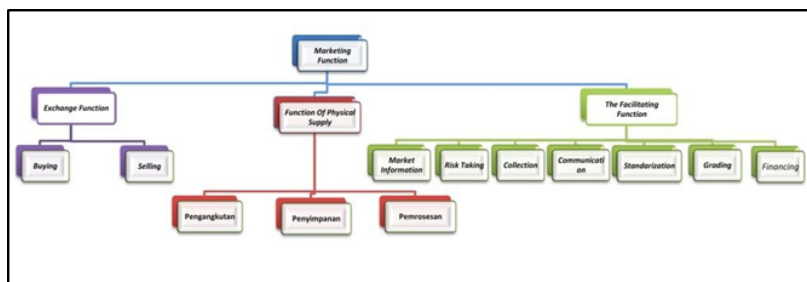 Marketing
Function
Exchange Function
Function Of Physical
Supply
The Facilitating
Function
Buying
Selling
Market
Information
Risk Taking
Collection
Communicati
on
Standarization
Grading
Financing
Pengangkutan
Penyimpanan
Pemrosesan